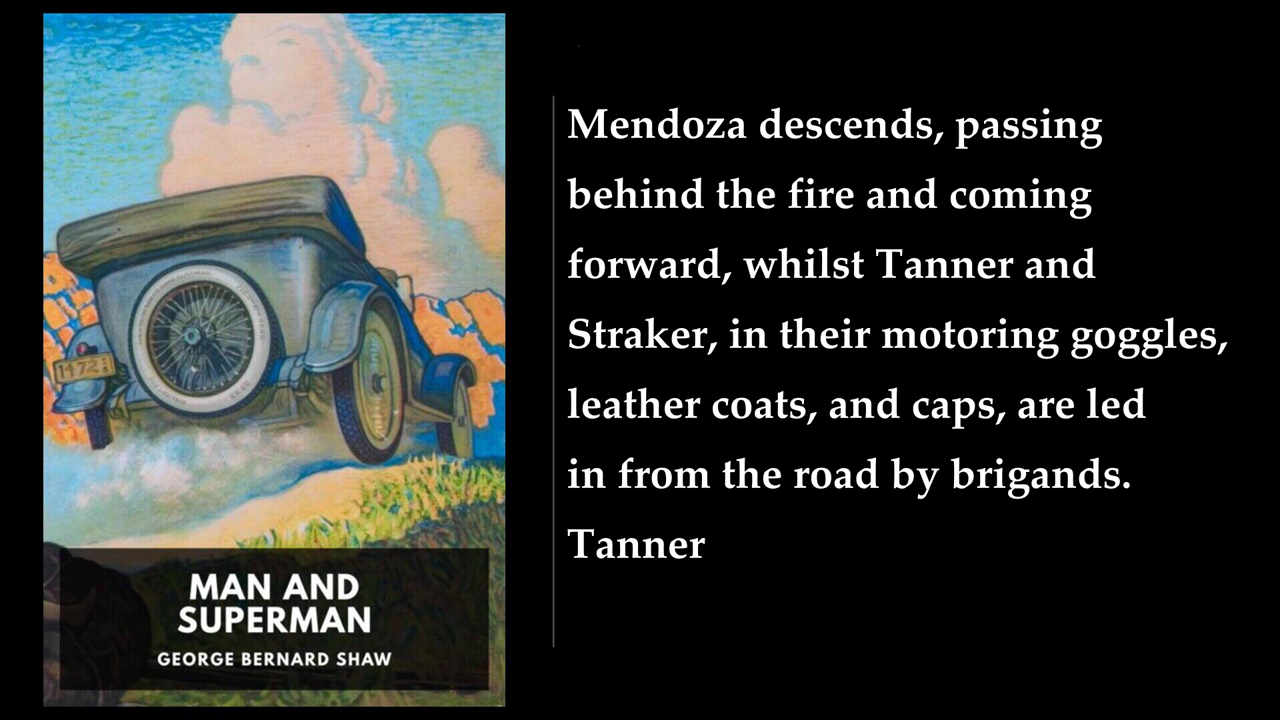 Mendoza descends, passing
behind the fire and coming
forward, whilst Tanner and
Straker, in their motoring goggles,
leather coats, and caps, are led
in from the road by brigands.
Tanner
1472
MAN AND
SUPERMAN
GEORGE BERNARD SHAW